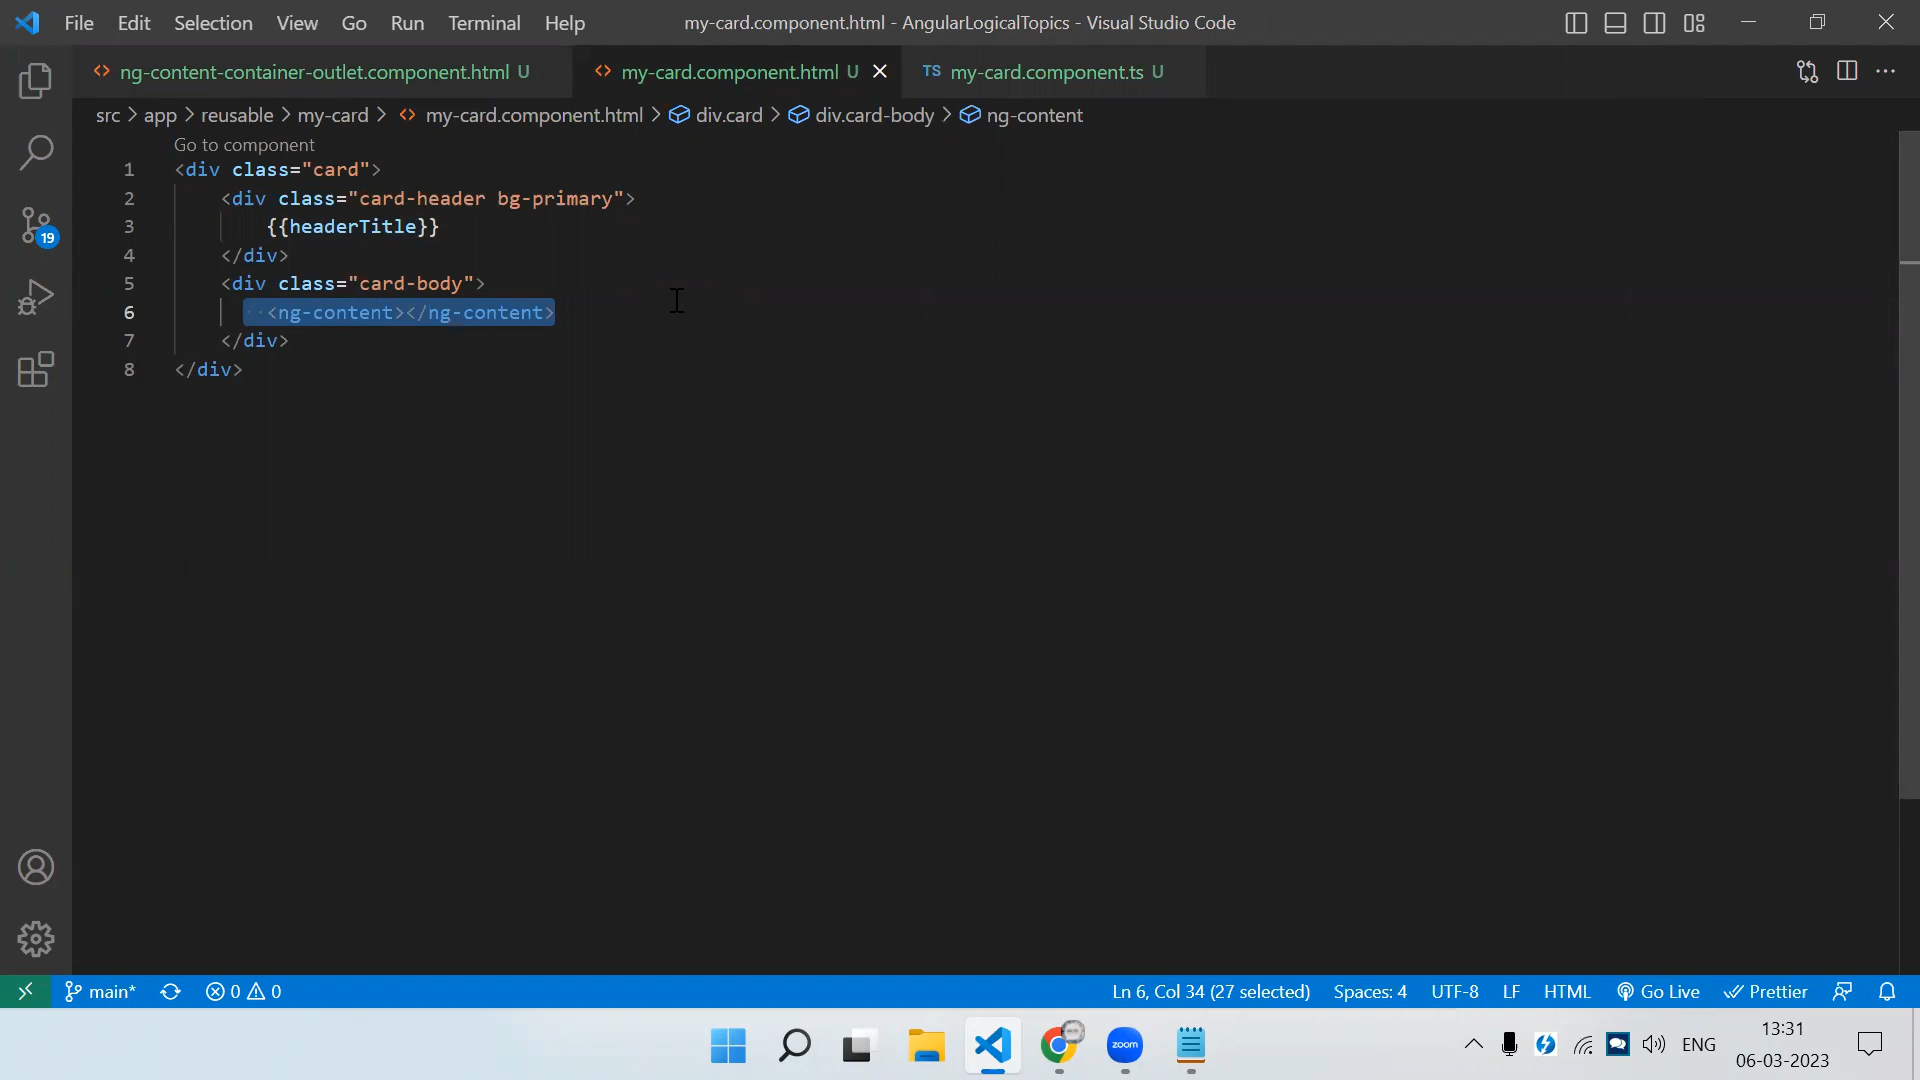 File Edit Selection View Go Run Terminal Help my-card.component.html - AngularLogicalTopics - Visual Studio Code
<> ng-content-container-outlet.component.html U <> my-card.component.html U TS my-card.component.ts U
src > app > reusable > my-card > <> my-card.component.html > div.card > div.card-body > ng-content
Go to component
1 <div class="card">
2 <div class="card-header bg-primary">
3 {{headerTitle}}
4 </div>
5 <div class="card-body">
6 <ng-content></ng-content>
7 </div>
8 </div>
19
main* 0 0 Ln 6, Col 34 (27 selected) Spaces: 4 UTF-8 LF HTML Go Live Prettier
zoom ENG 13:31
06-03-2023